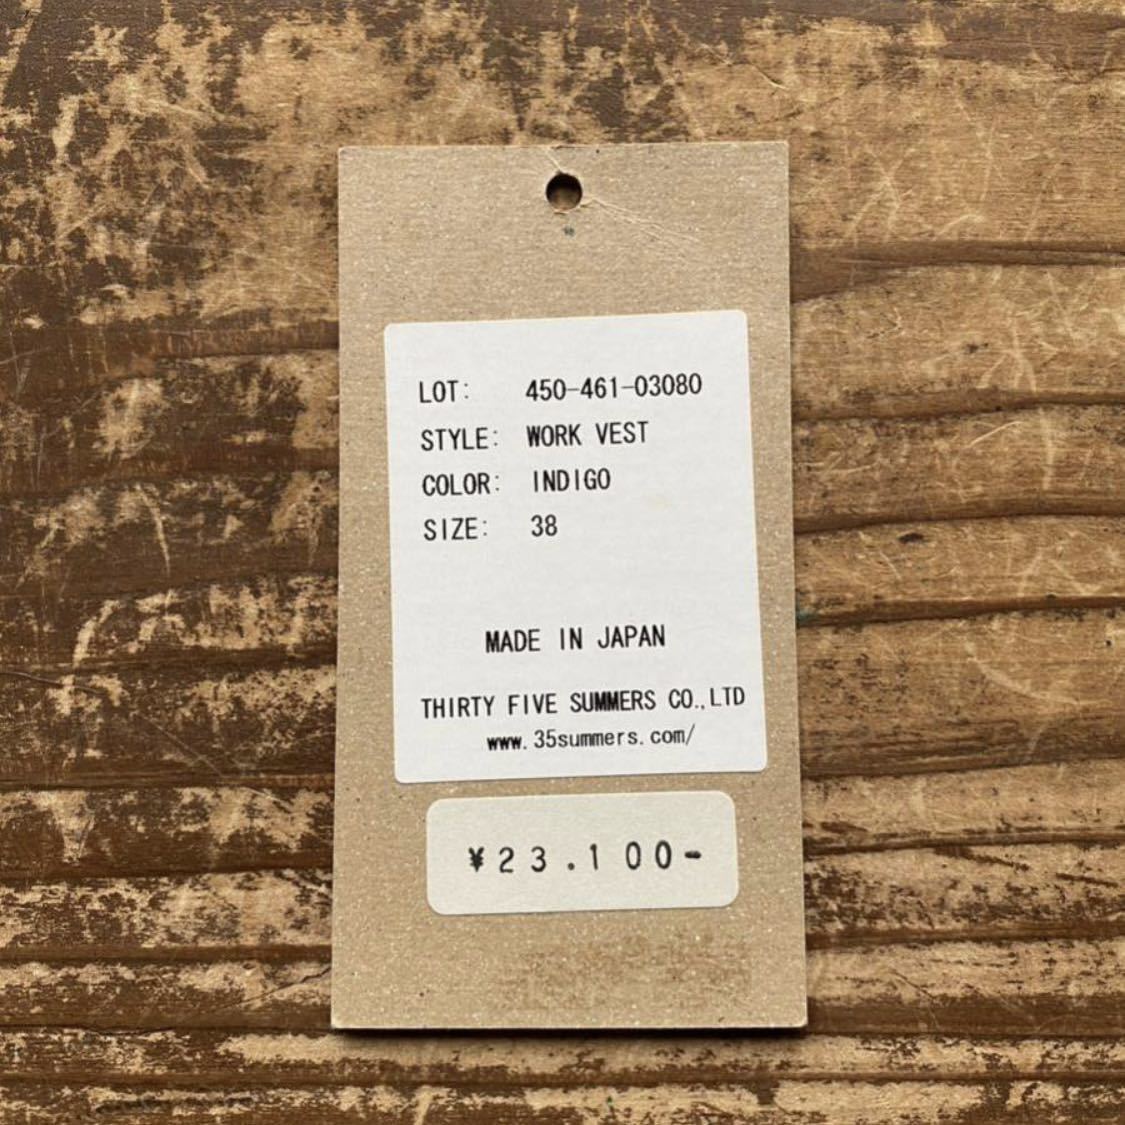 LOT: 450-461-03080
STYLE: WORK VEST
COLOR: INDIGO
SIZE: 38
MADE IN JAPAN
THIRTY FIVE SUMMERS CO.,LTD
www.35summers.com/
¥23.100-